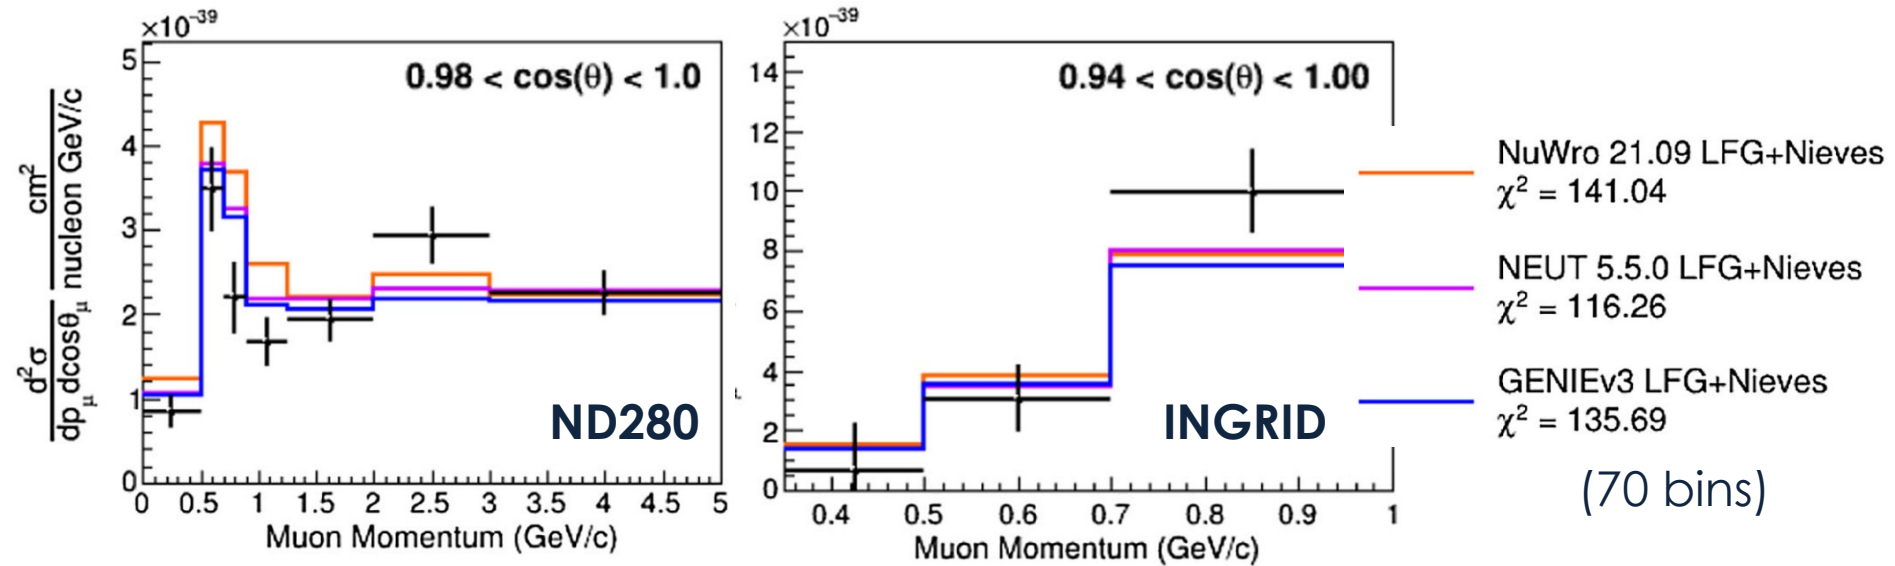 ×10⁻³⁹
5
4
3
2
1
0
0 0.5 1 1.5 2 2.5 3 3.5 4 4.5 5
0.98 < cos(θ) < 1.0
ND280
Muon Momentum (GeV/c)
d²σ / dpμ dcosθμ cm² / nucleon GeV/c
×10⁻³⁹
14
12
10
8
6
4
2
0
0.4 0.5 0.6 0.7 0.8 0.9 1
0.94 < cos(θ) < 1.00
INGRID
Muon Momentum (GeV/c)
NuWro 21.09 LFG+Nieves
χ² = 141.04
NEUT 5.5.0 LFG+Nieves
χ² = 116.26
GENIEv3 LFG+Nieves
χ² = 135.69
(70 bins)